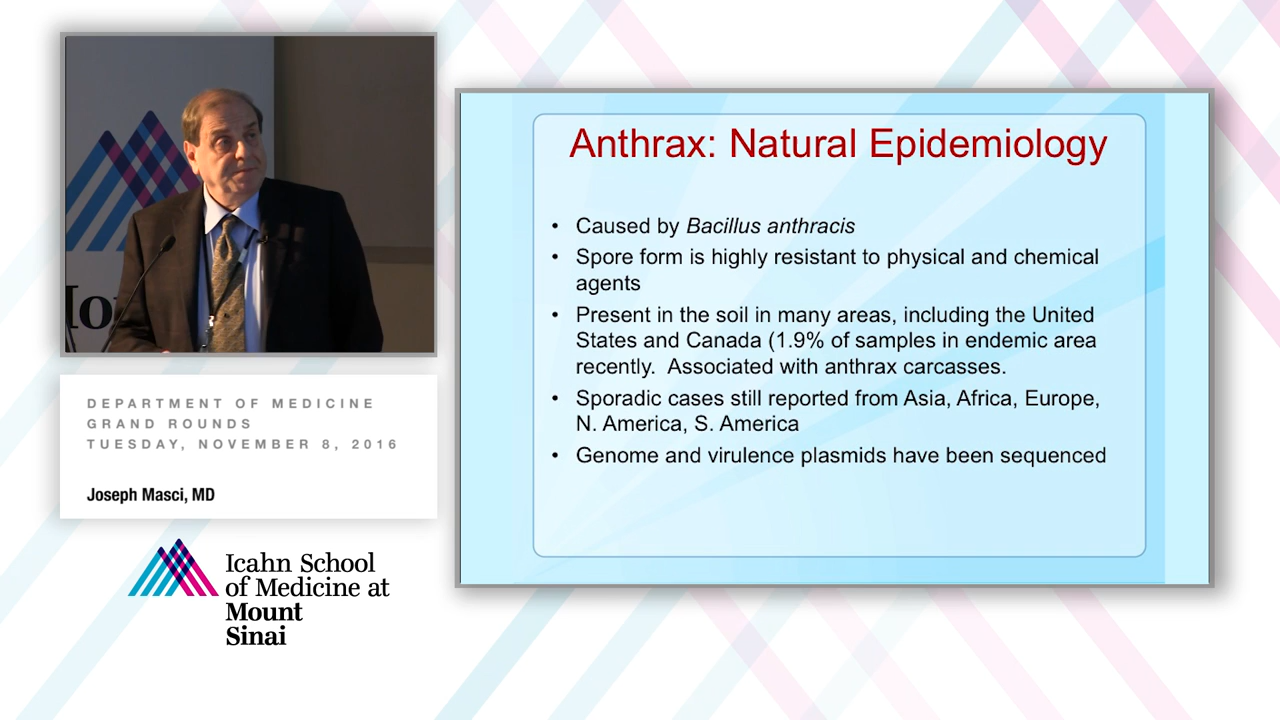 DEPARTMENT OF MEDICINE
GRAND ROUNDS
TUESDAY, NOVEMBER 8, 2016
Joseph Masci, MD
Icahn School
of Medicine at
Mount
Sinai
Anthrax: Natural Epidemiology
• Caused by Bacillus anthracis
• Spore form is highly resistant to physical and chemical
agents
• Present in the soil in many areas, including the United
States and Canada (1.9% of samples in endemic area
recently.  Associated with anthrax carcasses.
• Sporadic cases still reported from Asia, Africa, Europe,
N. America, S. America
• Genome and virulence plasmids have been sequenced